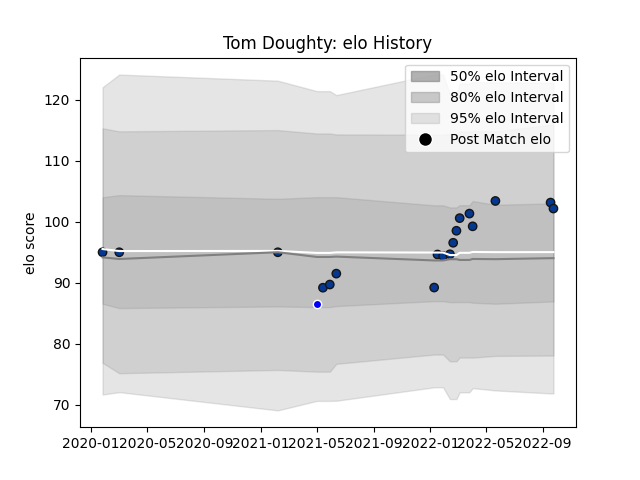 Tom Doughty: elo History
50% elo Interval
80% elo Interval
95% elo Interval
Post Match elo
elo score
120
110
100
90
80
70
2020-01 2020-05 2020-09 2021-01 2021-05 2021-09 2022-01 2022-05 2022-09